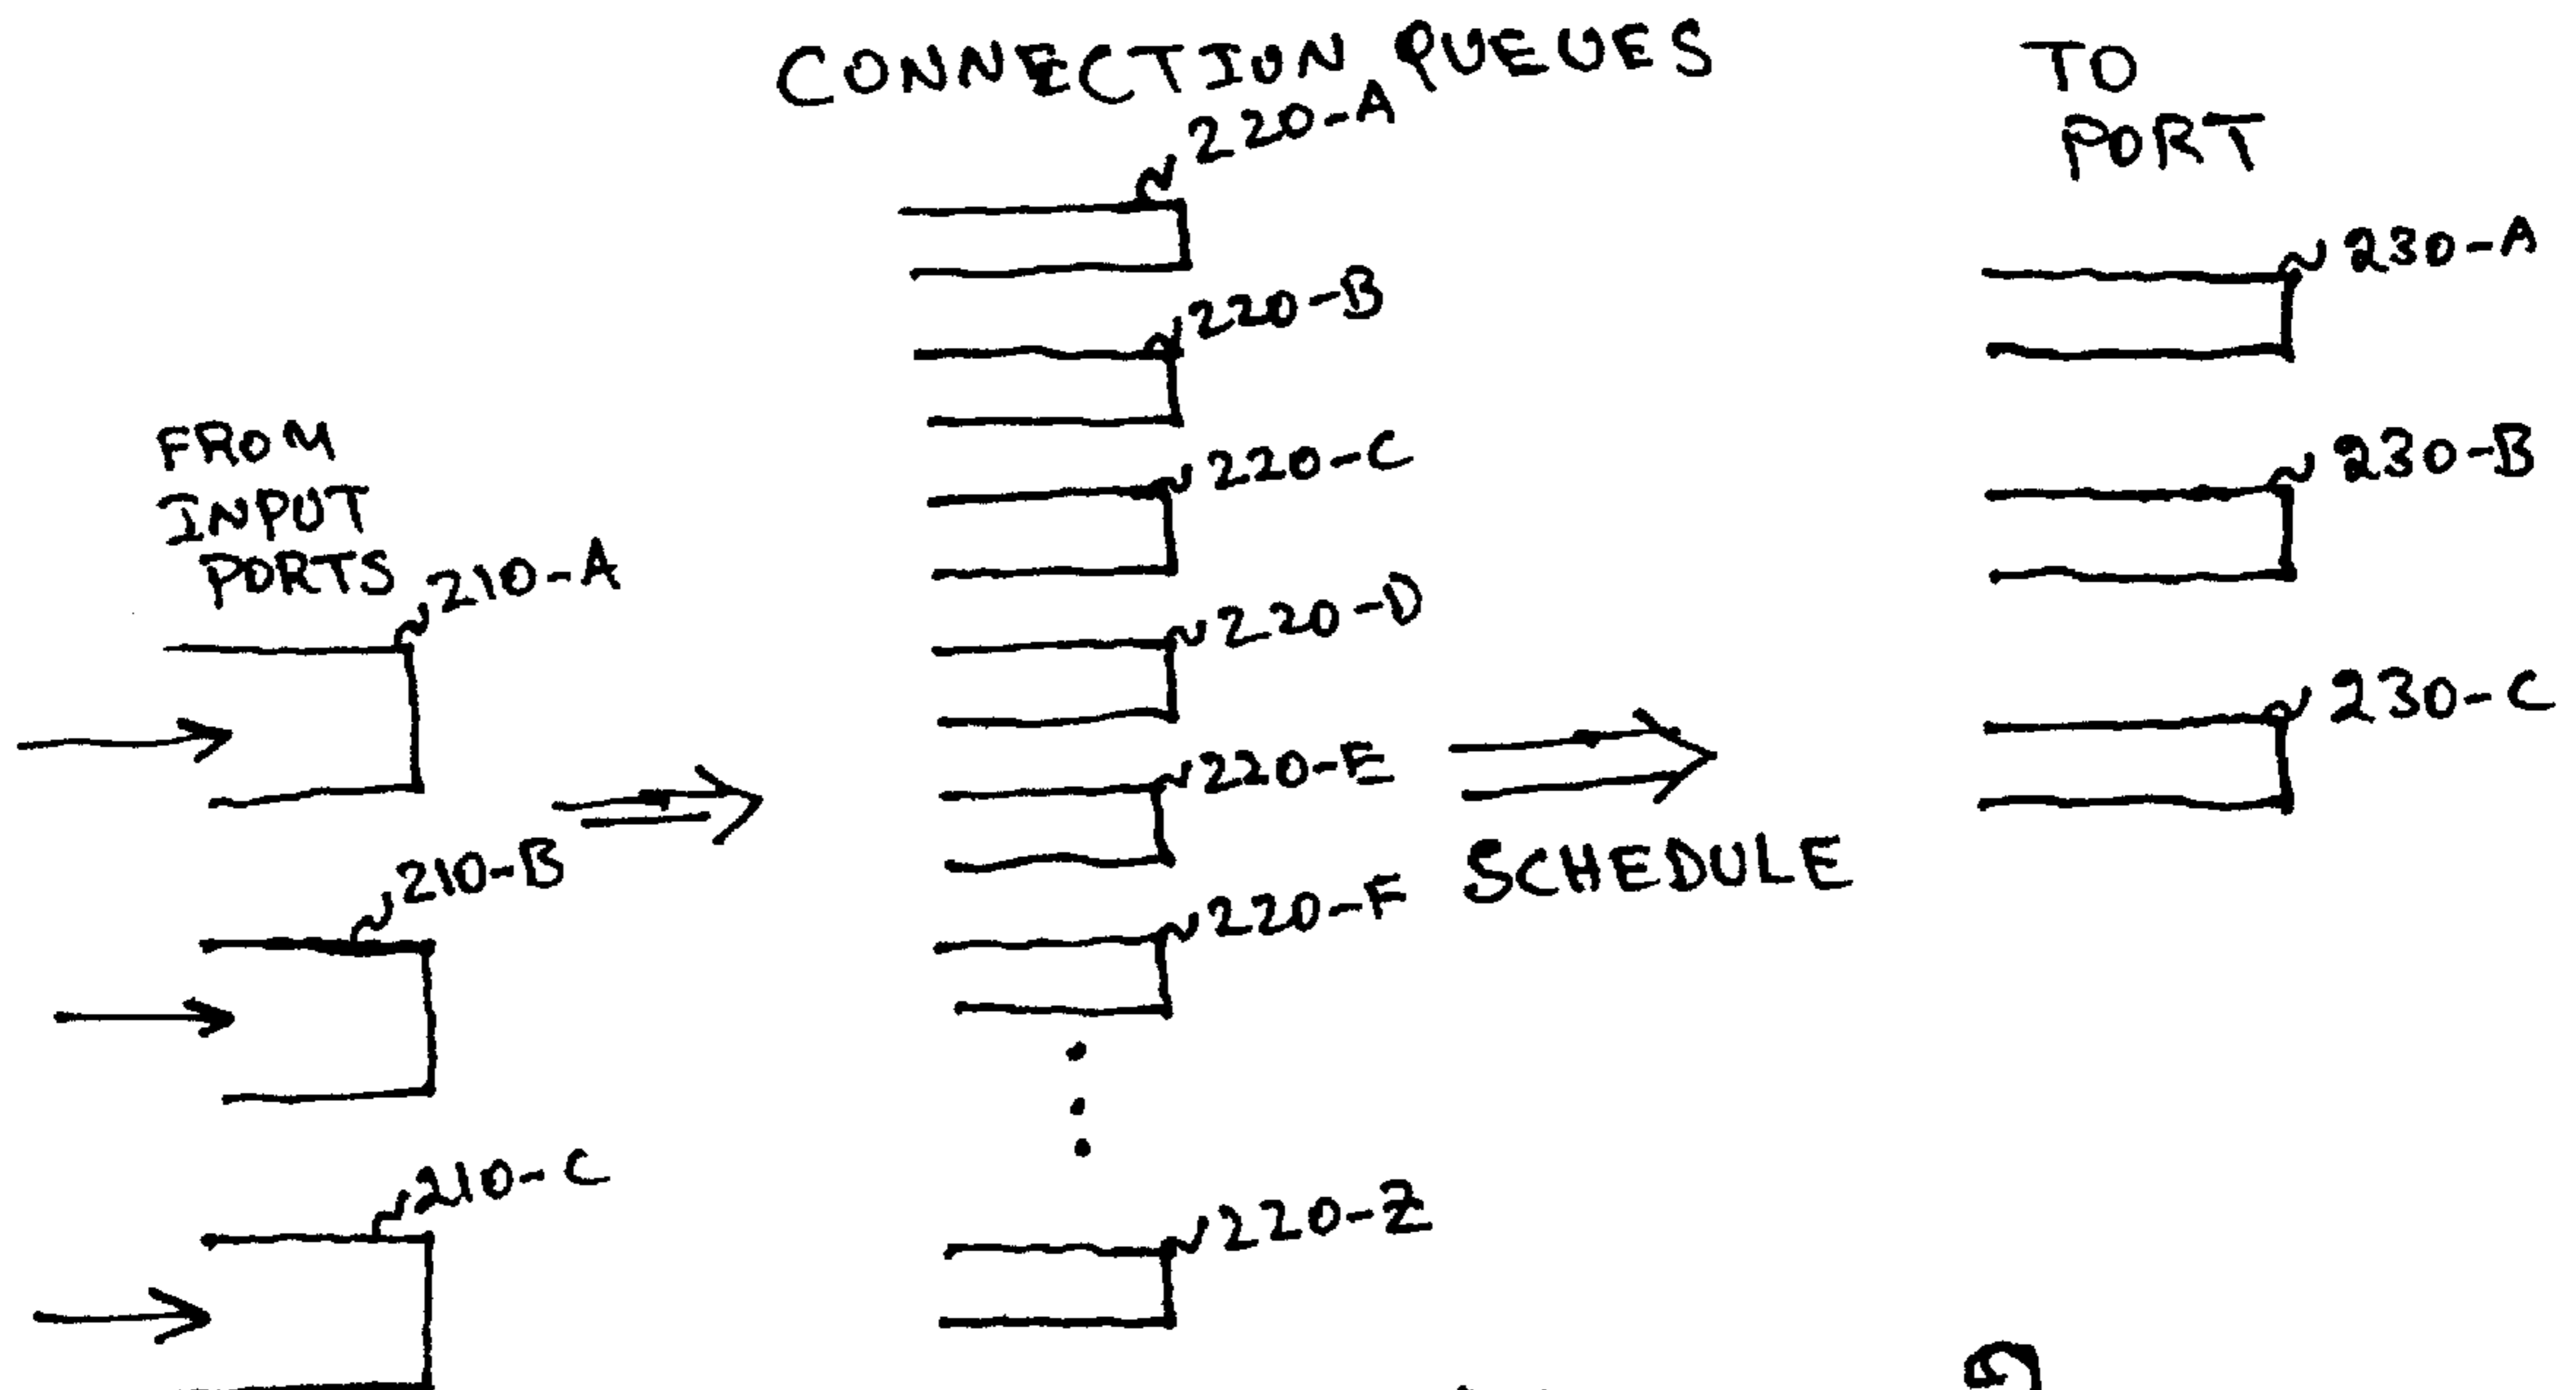 CONNECTION QUEUES
TO
PORT
220-A
230-A
220-B
FROM
INPUT
PORTS
220-C
230-B
210-A
220-D
230-C
220-E
SCHEDULE
210-B
220-F
210-C
220-Z